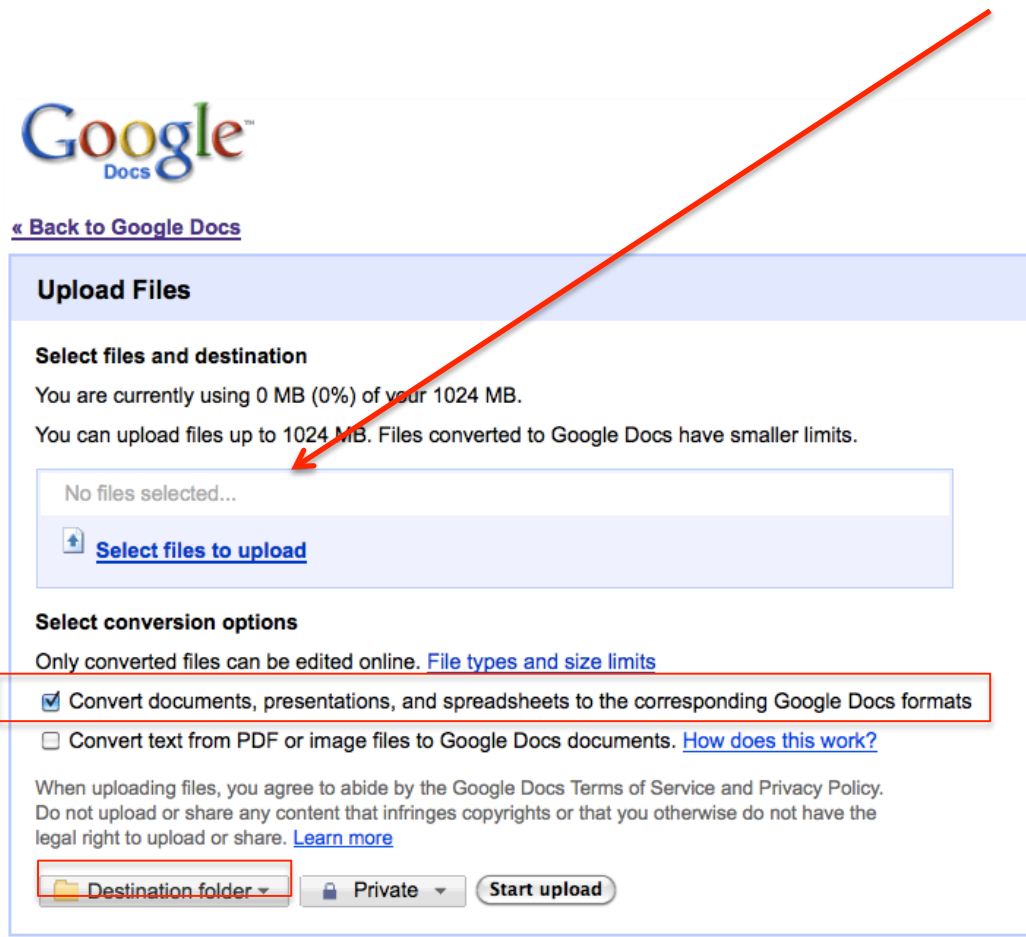 Google™
Docs
« Back to Google Docs
Upload Files
Select files and destination
You are currently using 0 MB (0%) of your 1024 MB.
You can upload files up to 1024 MB. Files converted to Google Docs have smaller limits.
No files selected...
Select files to upload
Select conversion options
Only converted files can be edited online. File types and size limits
Convert documents, presentations, and spreadsheets to the corresponding Google Docs formats
Convert text from PDF or image files to Google Docs documents. How does this work?
When uploading files, you agree to abide by the Google Docs Terms of Service and Privacy Policy.
Do not upload or share any content that infringes copyrights or that you otherwise do not have the
legal right to upload or share. Learn more
Destination folder Private Start upload